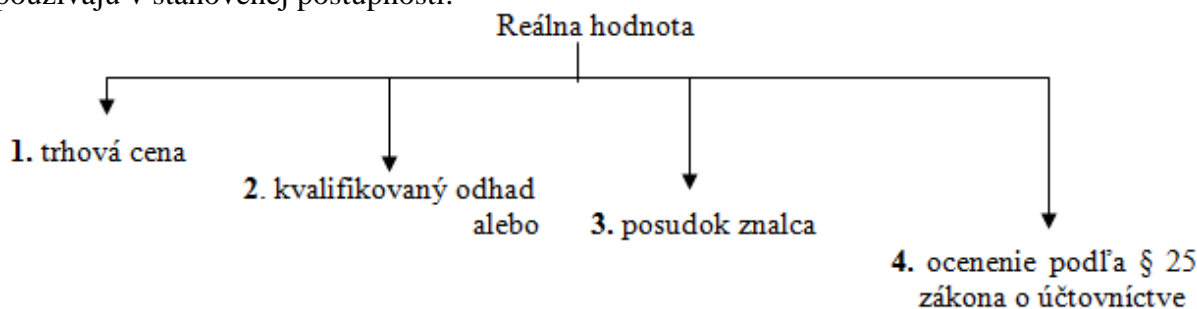 používajú v stanovenej postupnosti.
Reálna hodnota
1. trhová cena
2. kvalifikovaný odhad
alebo
3. posudok znalca
4. ocenenie podľa § 25
zákona o účtovníctve